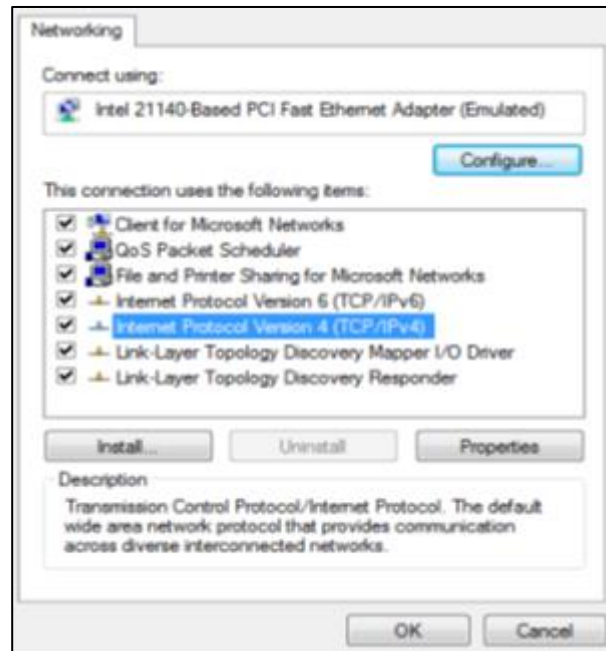 Networking
Connect using:
Intel 21140-Based PCI Fast Ethernet Adapter (Emulated)
Configure...
This connection uses the following items:
Client for Microsoft Networks
QoS Packet Scheduler
File and Printer Sharing for Microsoft Networks
Internet Protocol Version 6 (TCP/IPv6)
Internet Protocol Version 4 (TCP/IPv4)
Link-Layer Topology Discovery Mapper I/O Driver
Link-Layer Topology Discovery Responder
Install... Uninstall Properties
Description
Transmission Control Protocol/Internet Protocol. The default
wide area network protocol that provides communication
across diverse interconnected networks.
OK Cancel